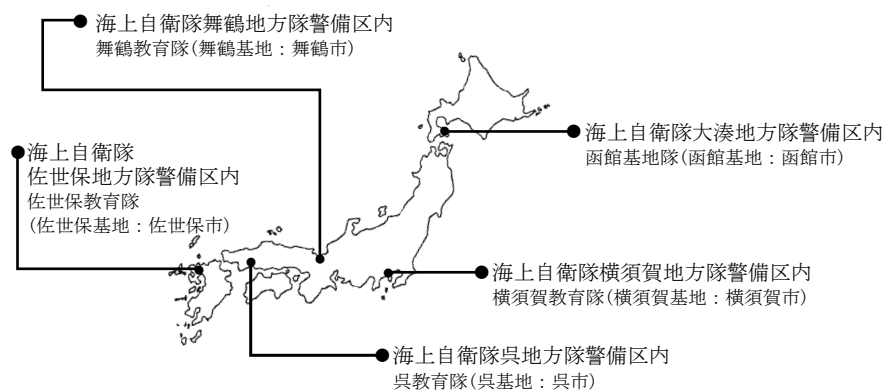 海上自衛隊舞鶴地方隊警備区内
舞鶴教育隊(舞鶴基地：舞鶴市)
海上自衛隊大湊地方隊警備区内
函館基地隊(函館基地：函館市)
海上自衛隊
佐世保地方隊警備区内
佐世保教育隊
(佐世保基地：佐世保市)
海上自衛隊横須賀地方隊警備区内
横須賀教育隊(横須賀基地：横須賀市)
海上自衛隊呉地方隊警備区内
呉教育隊(呉基地：呉市)